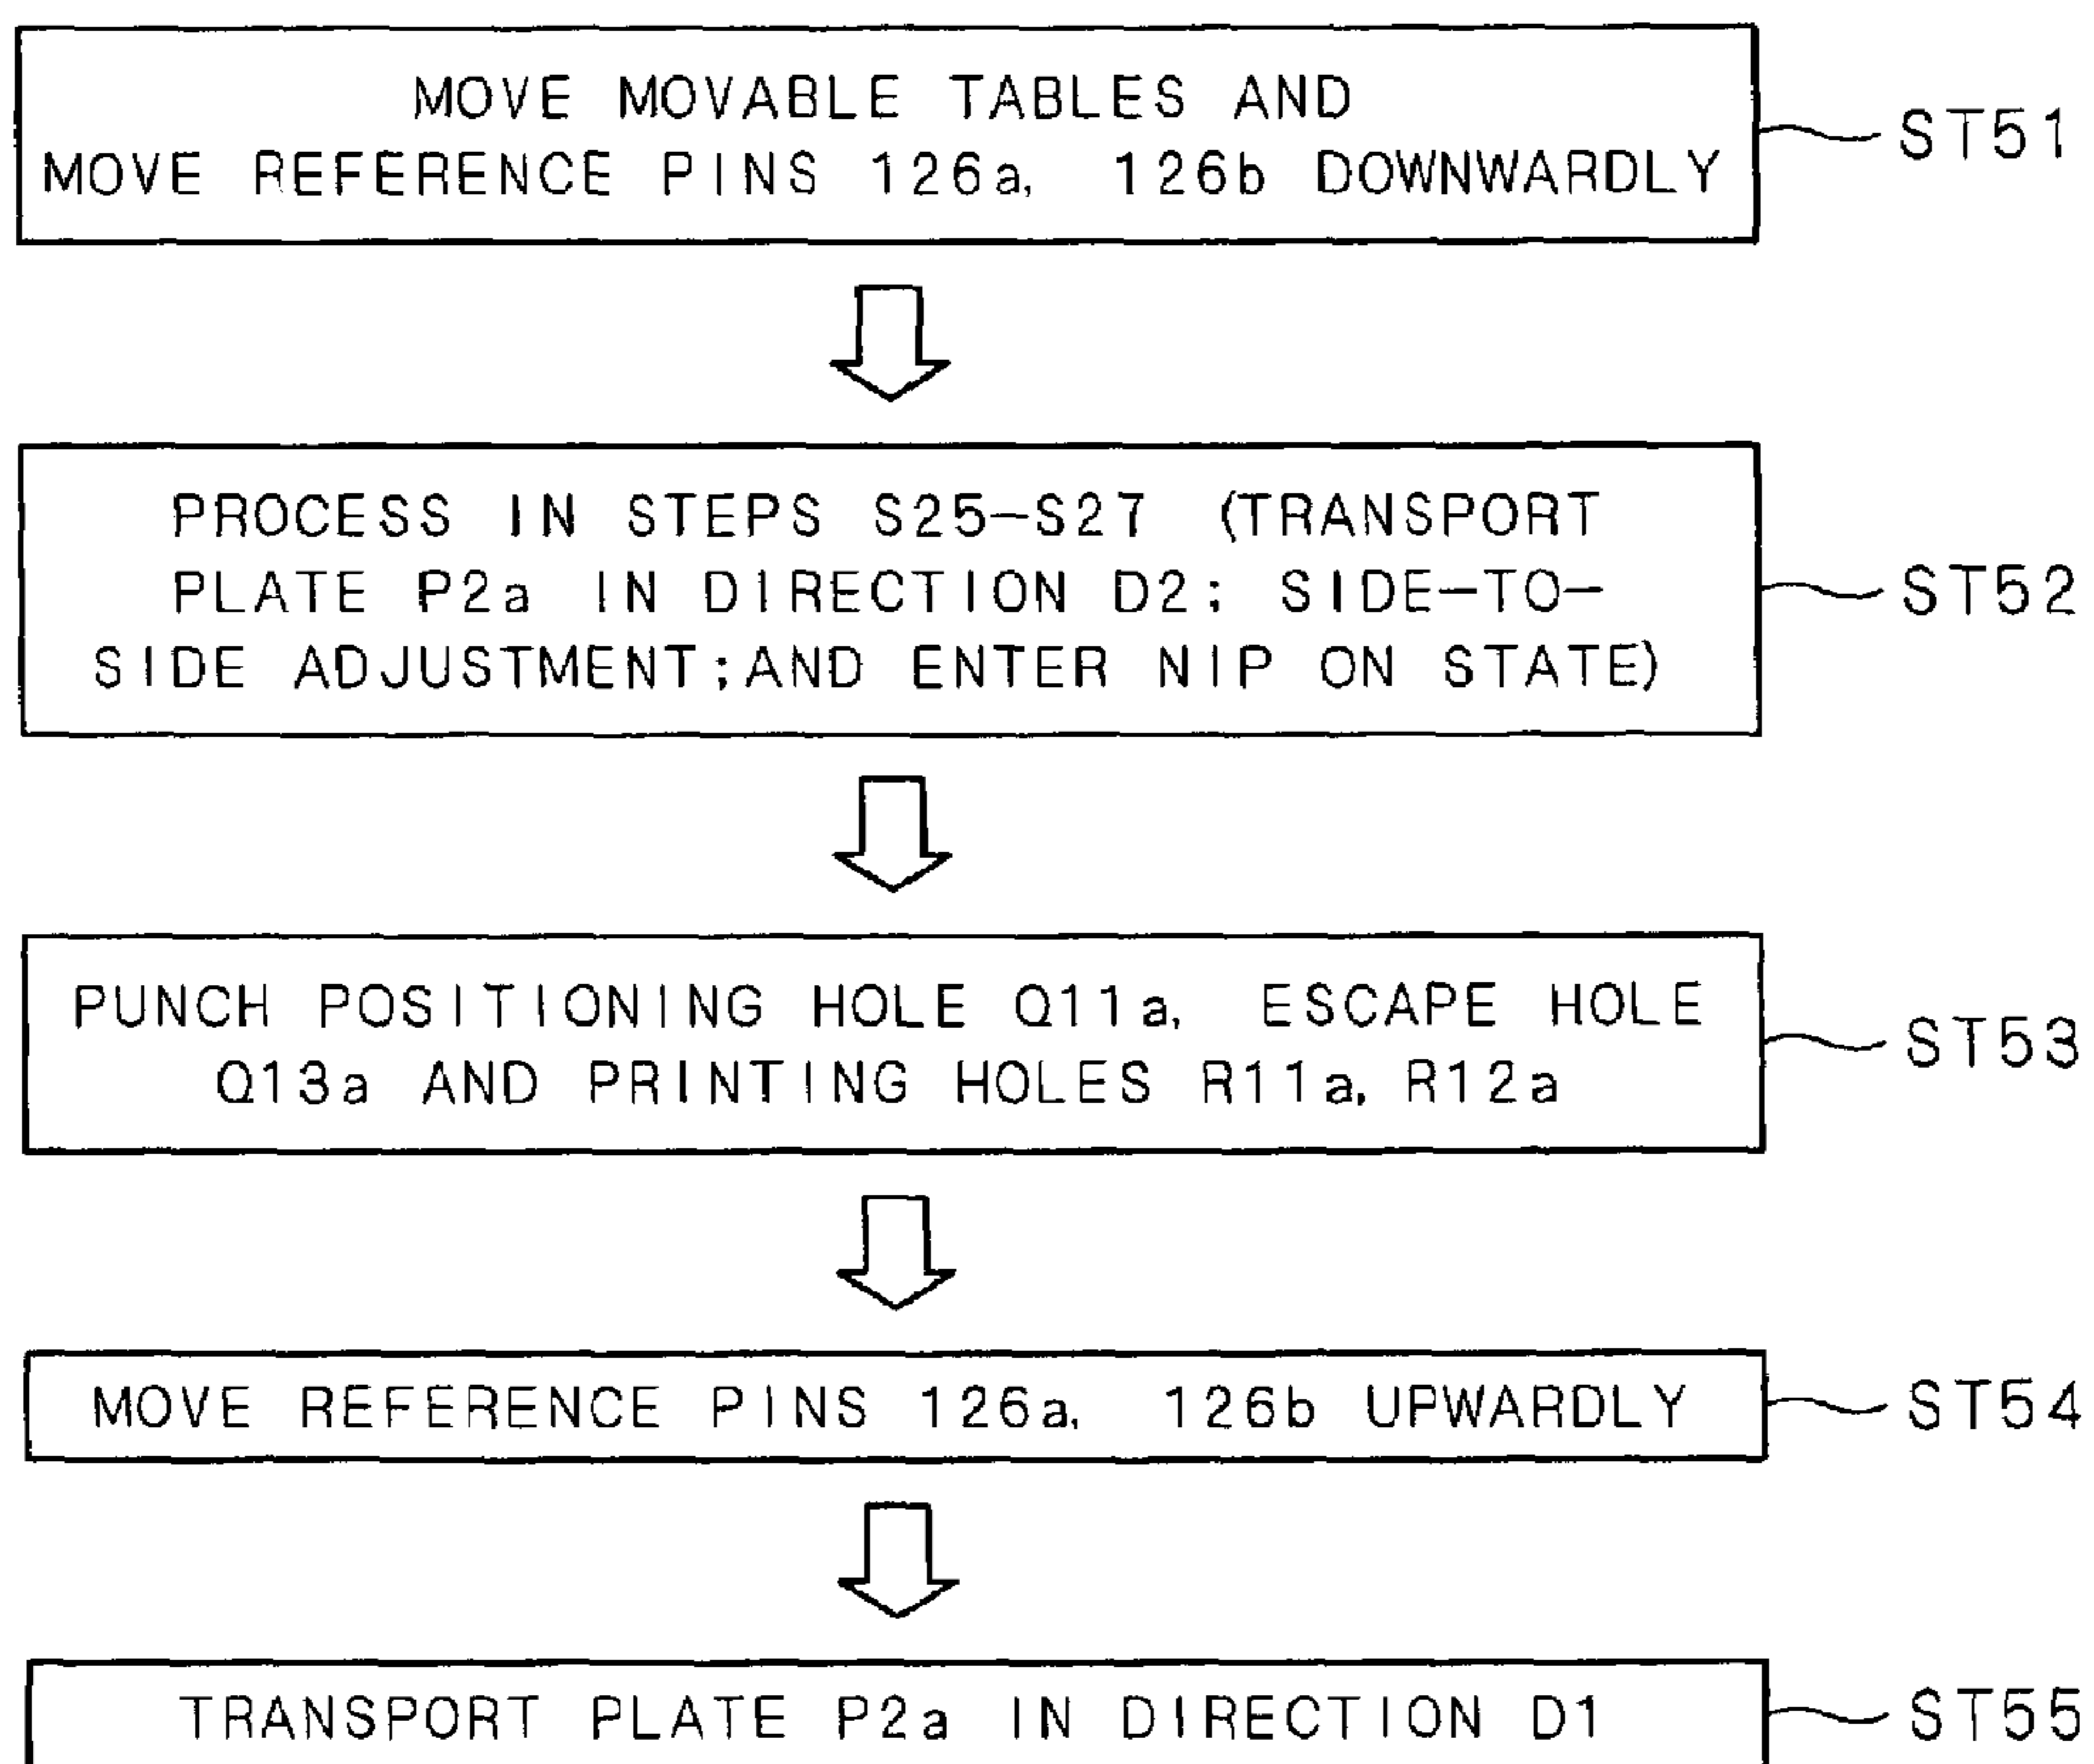 MOVE MOVABLE TABLES AND
MOVE REFERENCE PINS 126a, 126b DOWNWARDLY
ST51
PROCESS IN STEPS S25-S27 (TRANSPORT
PLATE P2a IN DIRECTION D2; SIDE-TO-
SIDE ADJUSTMENT;AND ENTER NIP ON STATE)
ST52
PUNCH POSITIONING HOLE Q11a, ESCAPE HOLE
Q13a AND PRINTING HOLES R11a, R12a
ST53
MOVE REFERENCE PINS 126a, 126b UPWARDLY
ST54
TRANSPORT PLATE P2a IN DIRECTION D1
ST55